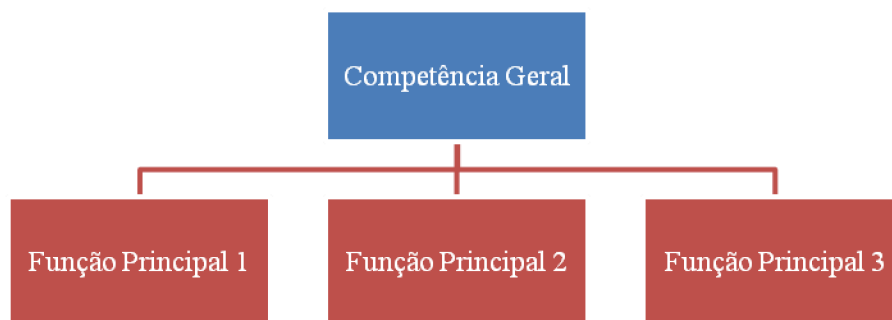 Competência Geral
Função Principal 1
Função Principal 2
Função Principal 3